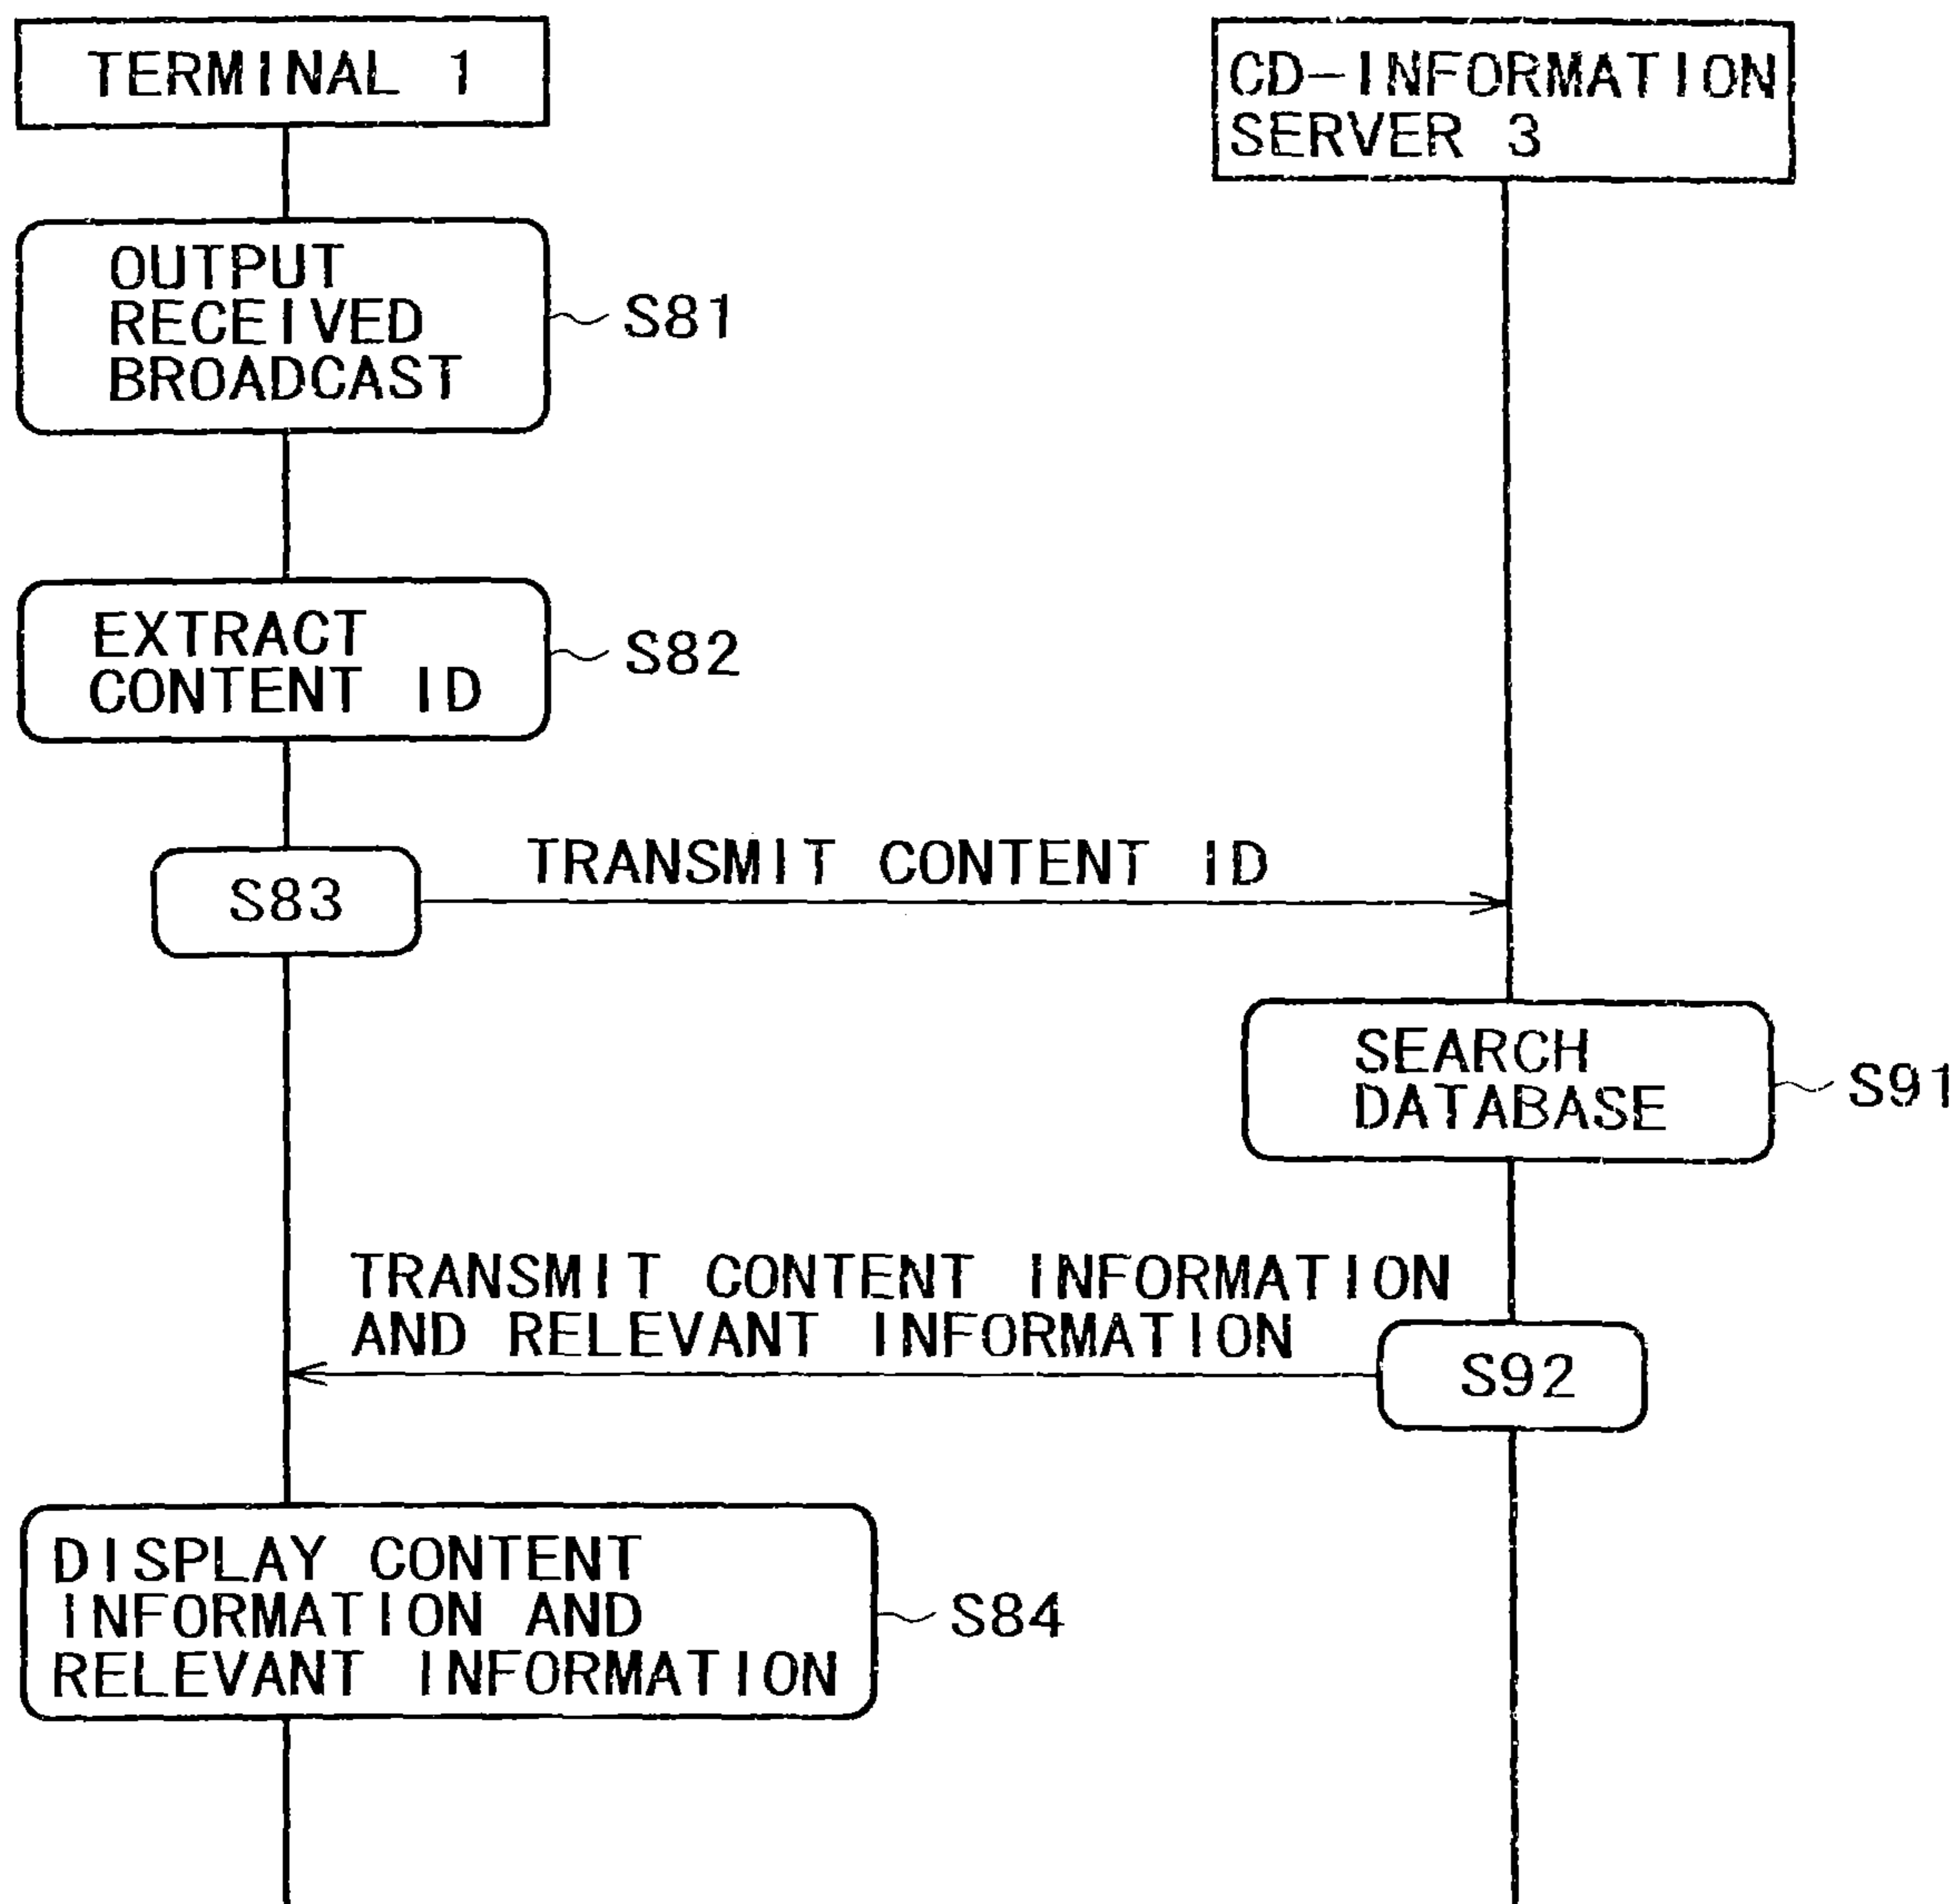 TERMINAL 1
CD-INFORMATION
SERVER 3
OUTPUT
RECEIVED
BROADCAST
S81
EXTRACT
CONTENT ID
S82
TRANSMIT CONTENT ID
S83
SEARCH
DATABASE
S91
TRANSMIT CONTENT INFORMATION
AND RELEVANT INFORMATION
S92
DISPLAY CONTENT
INFORMATION AND
RELEVANT INFORMATION
S84